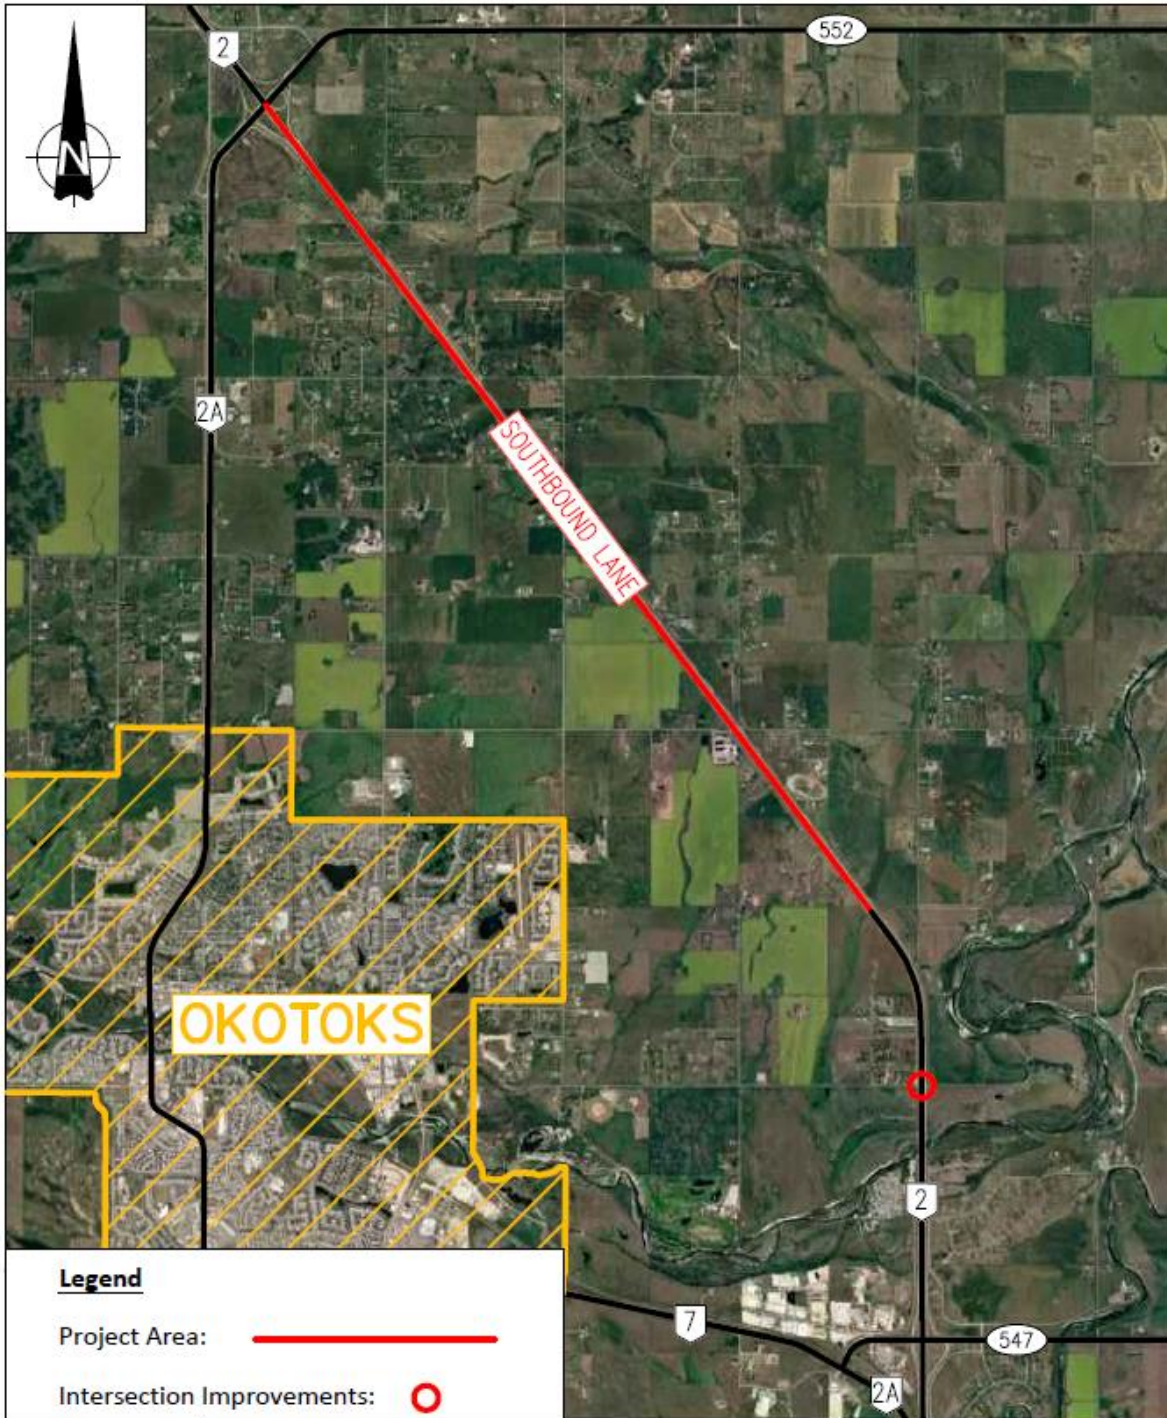 2
552
N
2A
SOUTHBOUND LANE
OKOTOKS
2
Legend
Project Area:
7
547
Intersection Improvements:
2A